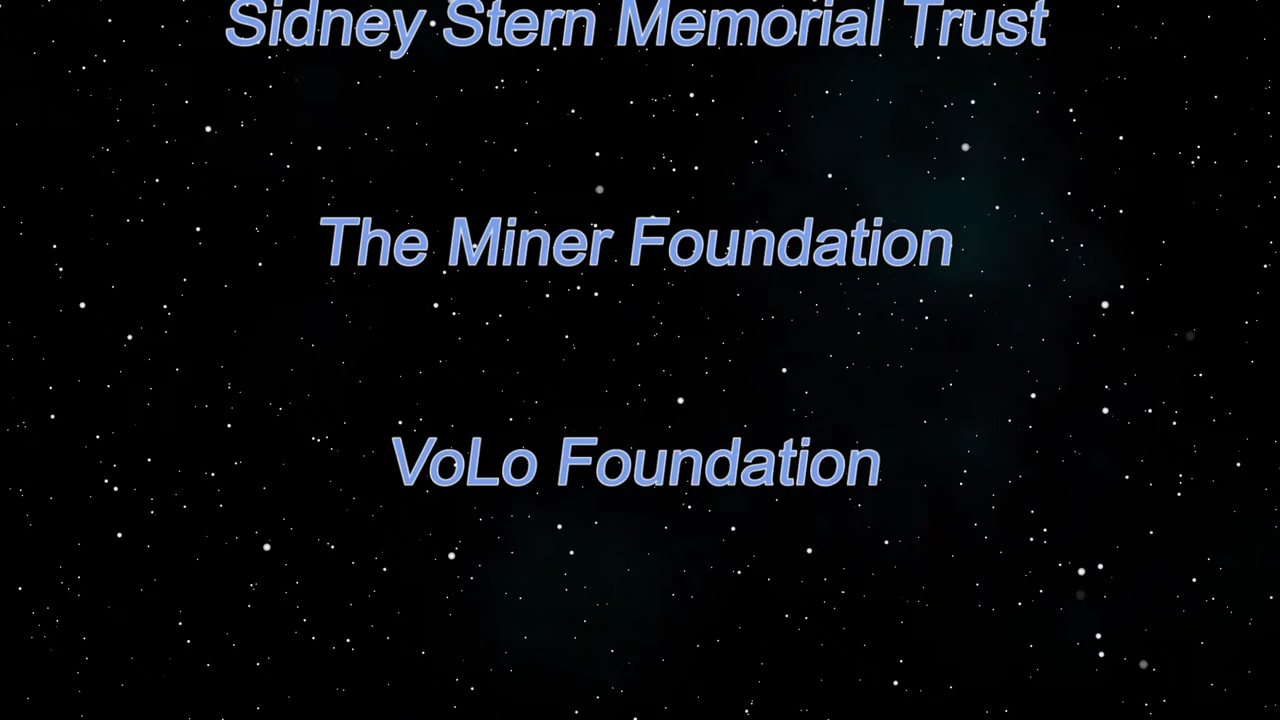 Sidney Stern Memorial Trust
The Miner Foundation
VoLo Foundation